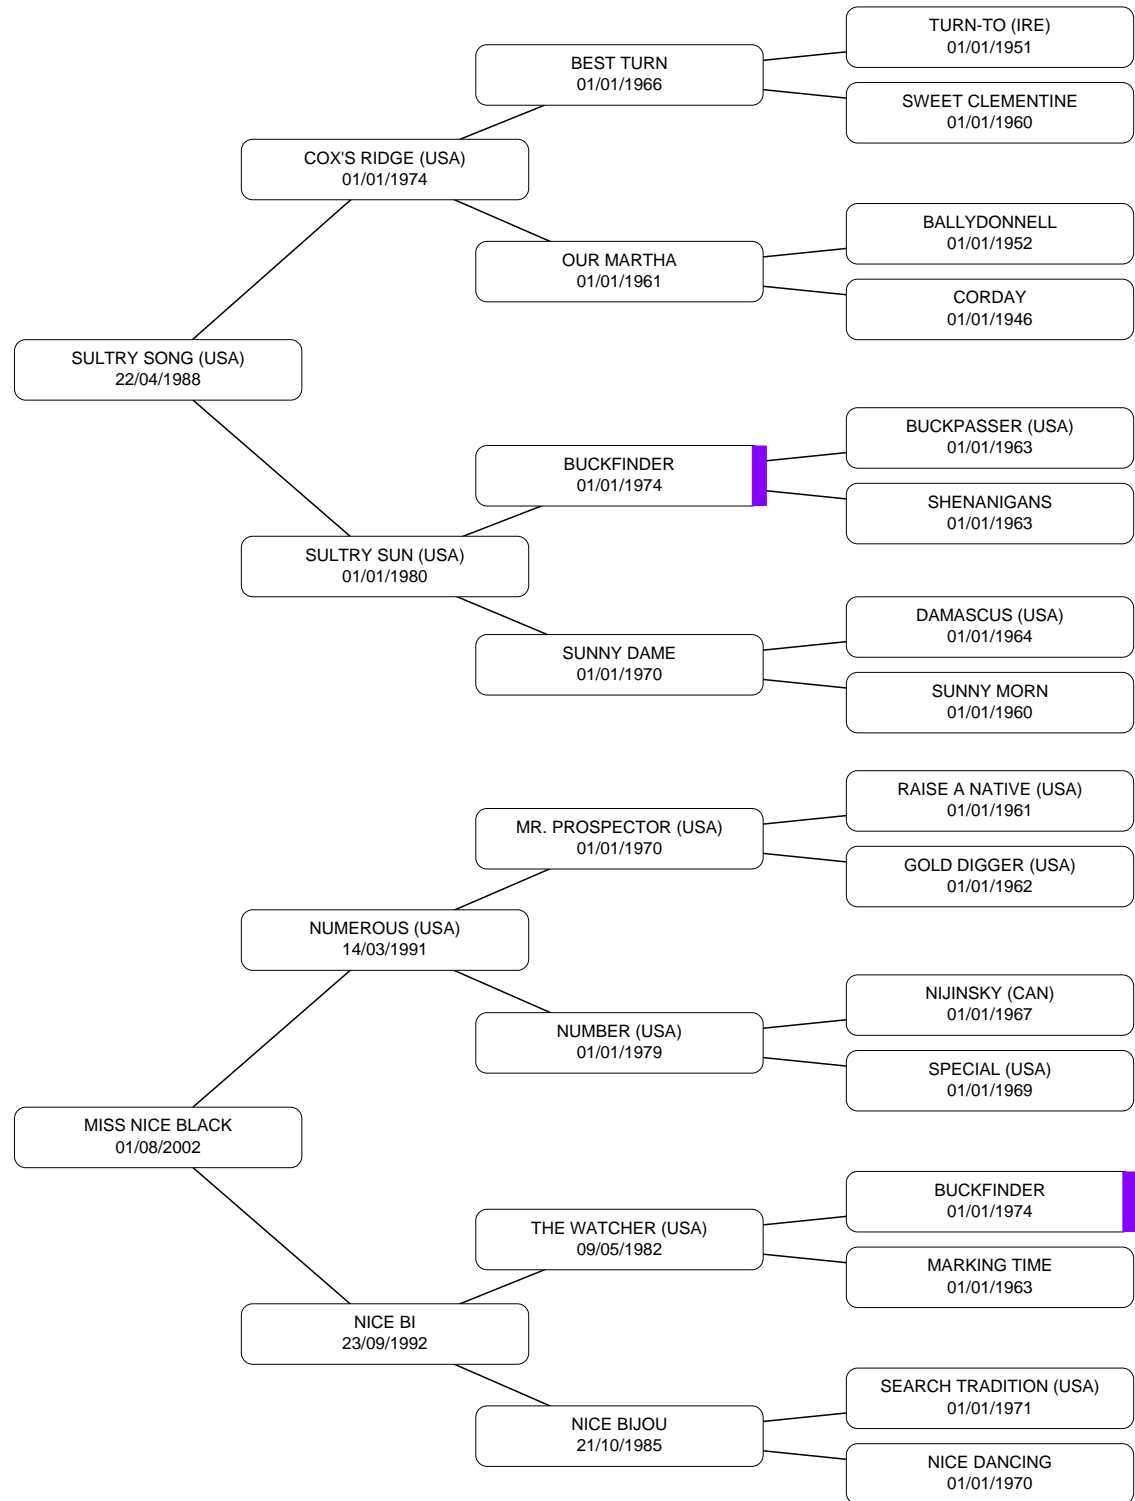 TURN-TO (IRE)
01/01/1951
BEST TURN
01/01/1966
SWEET CLEMENTINE
01/01/1960
COX'S RIDGE (USA)
01/01/1974
BALLYDONNELL
01/01/1952
OUR MARTHA
01/01/1961
CORDAY
01/01/1946
SULTRY SONG (USA)
22/04/1988
BUCKPASSER (USA)
01/01/1963
BUCKFINDER
01/01/1974
SHENANIGANS
01/01/1963
SULTRY SUN (USA)
01/01/1980
DAMASCUS (USA)
01/01/1964
SUNNY DAME
01/01/1970
SUNNY MORN
01/01/1960
RAISE A NATIVE (USA)
01/01/1961
MR. PROSPECTOR (USA)
01/01/1970
GOLD DIGGER (USA)
01/01/1962
NUMEROUS (USA)
14/03/1991
NIJINSKY (CAN)
01/01/1967
NUMBER (USA)
01/01/1979
SPECIAL (USA)
01/01/1969
MISS NICE BLACK
01/08/2002
BUCKFINDER
01/01/1974
THE WATCHER (USA)
09/05/1982
MARKING TIME
01/01/1963
NICE BI
23/09/1992
SEARCH TRADITION (USA)
01/01/1971
NICE BIJOU
21/10/1985
NICE DANCING
01/01/1970